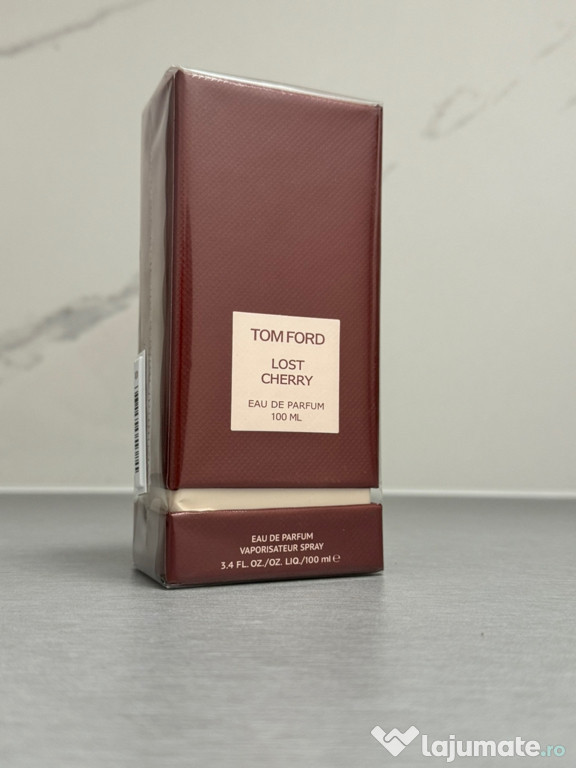 TOM FORD
LOST
CHERRY
EAU DE PARFUM
100 ML
EAU DE PARFUM
VAPORISATEUR SPRAY
3.4 FL. OZ./OZ. LIQ./100 ml ℮
lajumate.ro